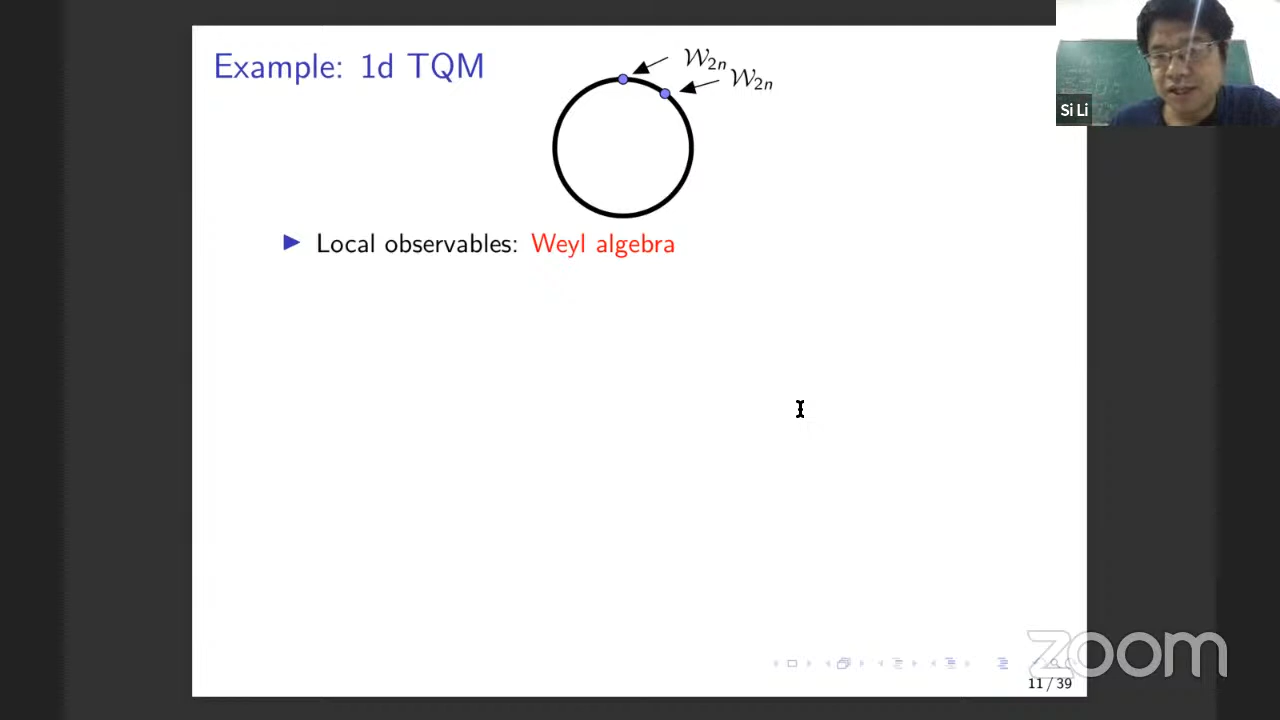 Example: 1d TQM
𝒲₂ₙ
𝒲₂ₙ
Si Li
▶ Local observables: Weyl algebra
zoom
11 / 39